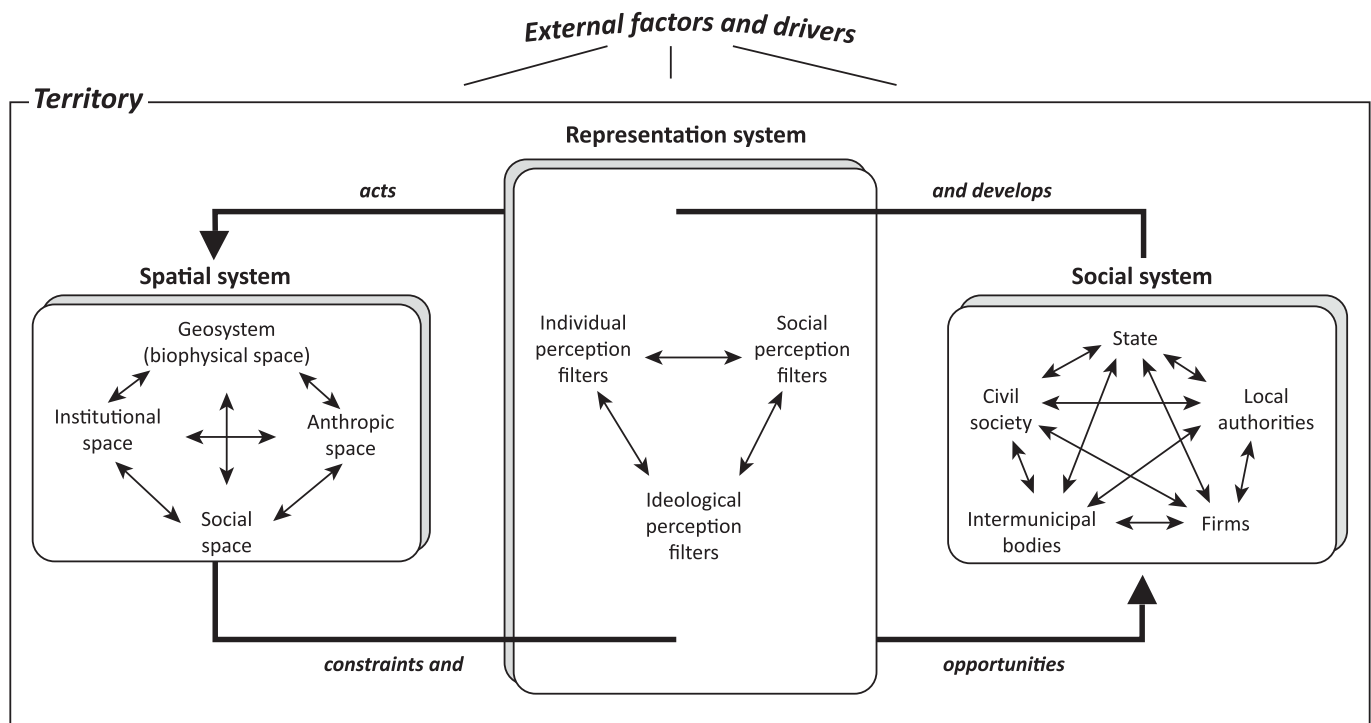 External factors and drivers
Territory
Representation system
acts
and develops
Spatial system
Geosystem
(biophysical space)
Institutional
space
Anthropic
space
Social
space
Individual
perception
filters
Social
perception
filters
Ideological
perception
filters
Social system
State
Civil
society
Local
authorities
Intermunicipal
bodies
Firms
constraints and
opportunities